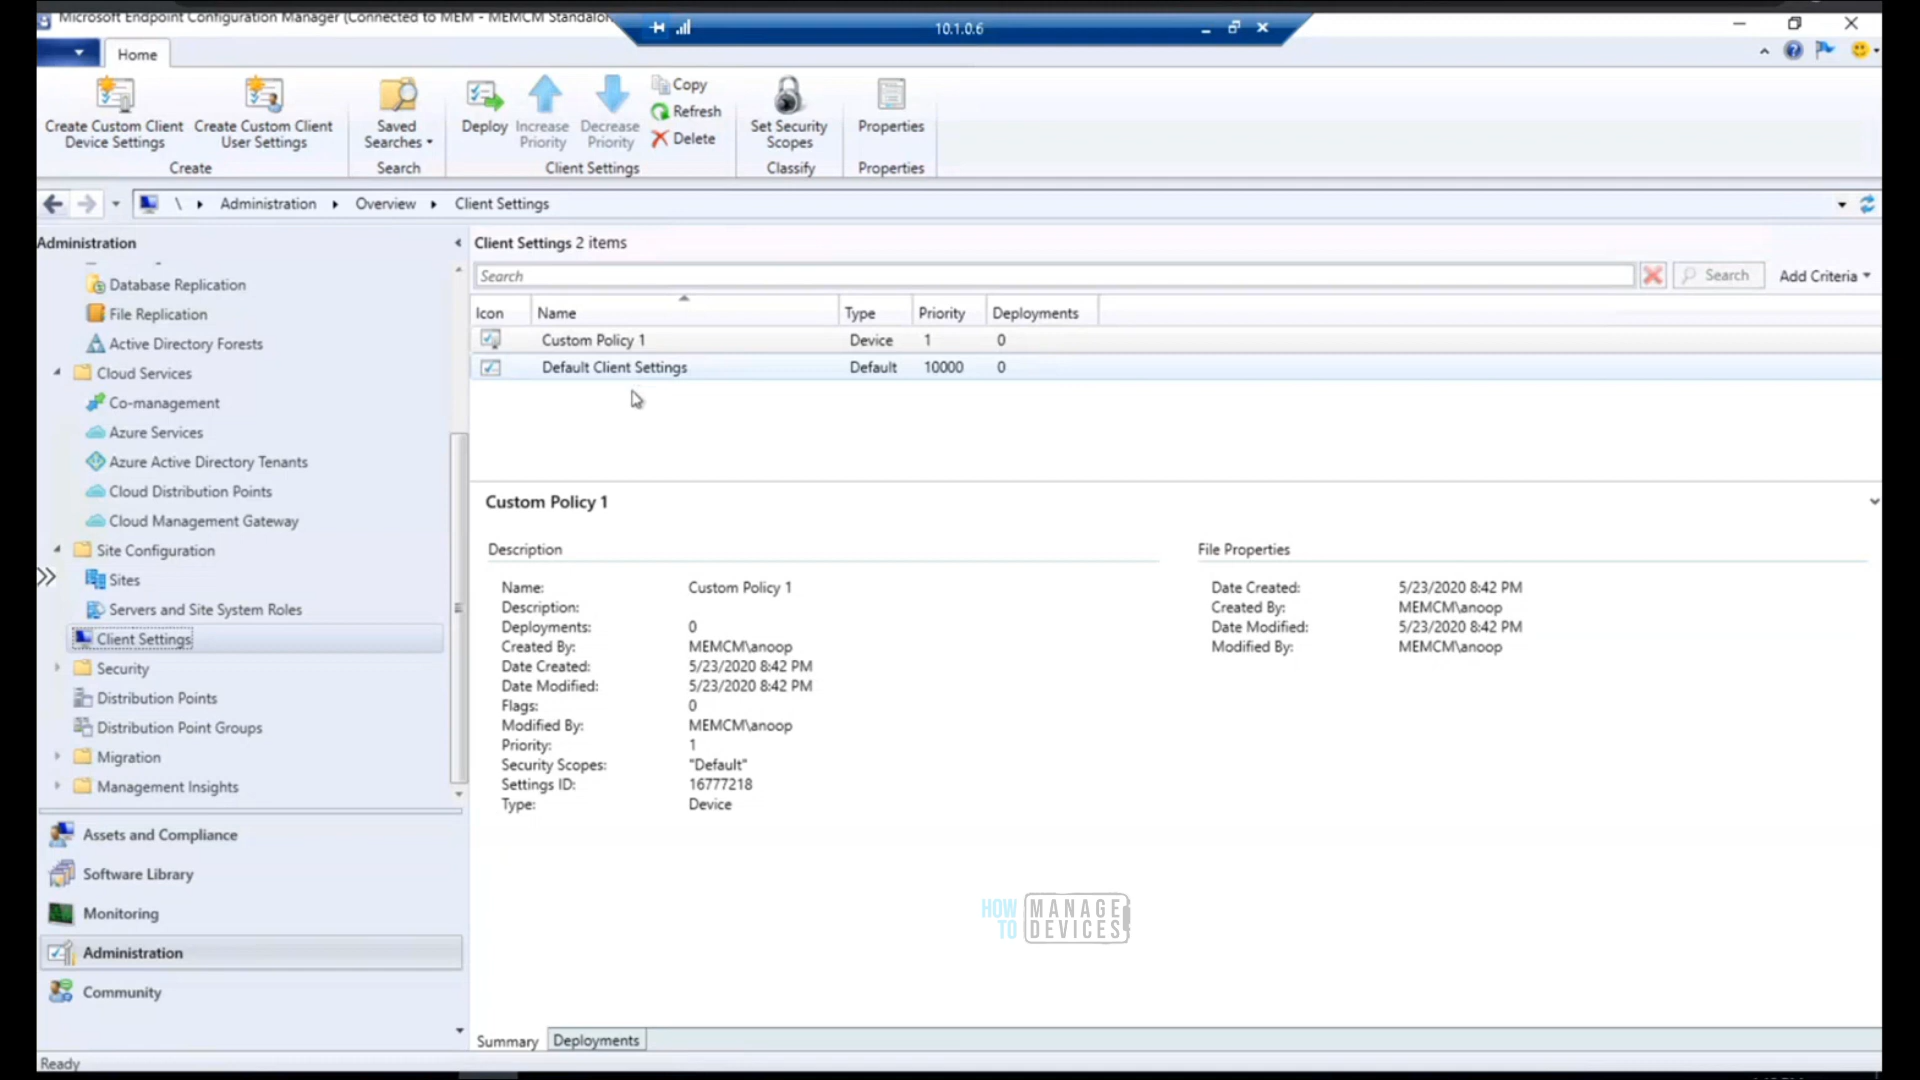 Microsoft Endpoint Configuration Manager (Connected to MEM - MEMCM Standalon
10.1.0.6
Home
Create Custom Client
Device Settings
Create Custom Client
User Settings
Create
Saved
Searches
Search
Deploy
Increase
Priority
Decrease
Priority
Copy
Refresh
Delete
Client Settings
Set Security
Scopes
Classify
Properties
Properties
\ Administration Overview Client Settings
Administration
Database Replication
File Replication
Active Directory Forests
Cloud Services
Co-management
Azure Services
Azure Active Directory Tenants
Cloud Distribution Points
Cloud Management Gateway
Site Configuration
Sites
Servers and Site System Roles
Client Settings
Security
Distribution Points
Distribution Point Groups
Migration
Management Insights
Assets and Compliance
Software Library
Monitoring
Administration
Community
Client Settings 2 items
Search
Search
Add Criteria
Icon Name Type Priority Deployments
Custom Policy 1 Device 1 0
Default Client Settings Default 10000 0
Custom Policy 1
Description
Name: Custom Policy 1
Description:
Deployments: 0
Created By: MEMCM\anoop
Date Created: 5/23/2020 8:42 PM
Date Modified: 5/23/2020 8:42 PM
Flags: 0
Modified By: MEMCM\anoop
Priority: 1
Security Scopes: "Default"
Settings ID: 16777218
Type: Device
File Properties
Date Created: 5/23/2020 8:42 PM
Created By: MEMCM\anoop
Date Modified: 5/23/2020 8:42 PM
Modified By: MEMCM\anoop
HOW MANAGE
TO DEVICES
Summary Deployments
Ready